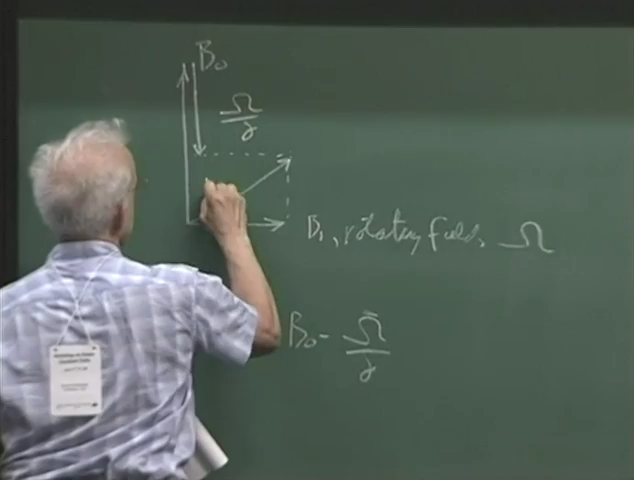 B₀
Ω
γ
B₁, rotating field, Ω
B₀ - Ω
γ